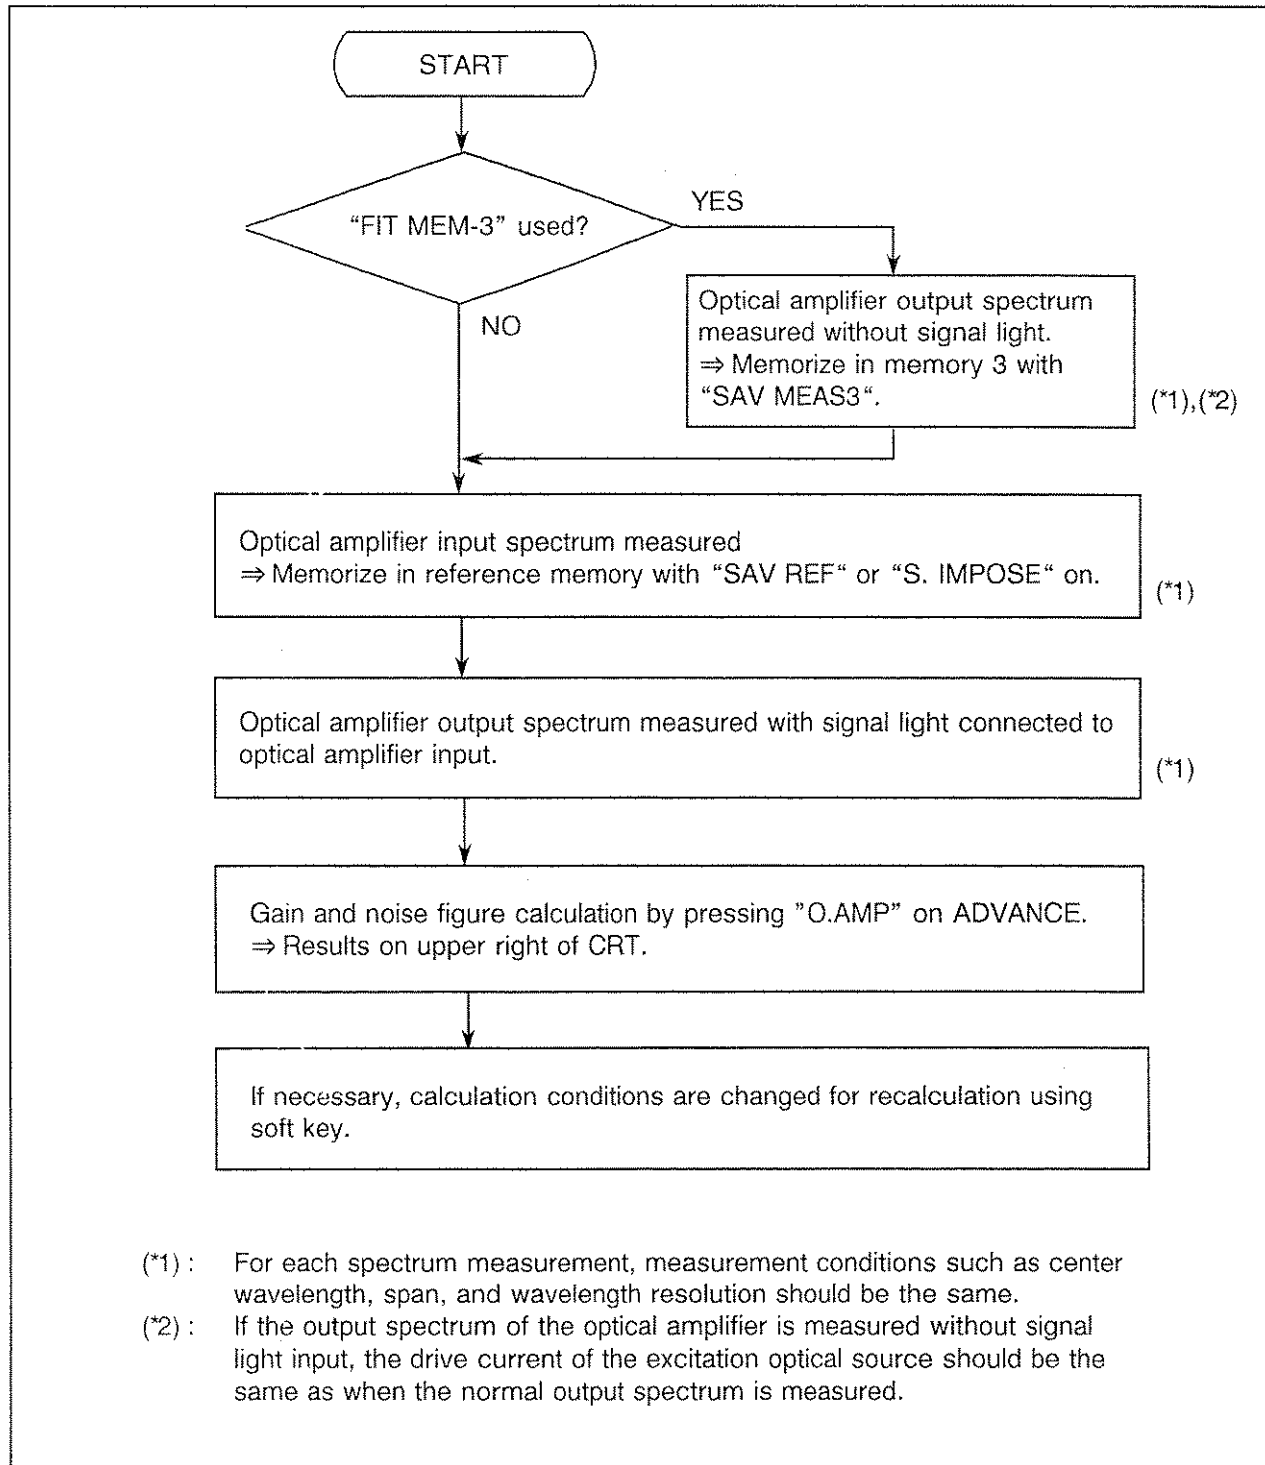 START
"FIT MEM-3" used?
YES
NO
Optical amplifier output spectrum
measured without signal light.
⇒ Memorize in memory 3 with
"SAV MEAS3".
(*1),(*2)
Optical amplifier input spectrum measured
⇒ Memorize in reference memory with "SAV REF" or "S. IMPOSE" on.
(*1)
Optical amplifier output spectrum measured with signal light connected to
optical amplifier input.
(*1)
Gain and noise figure calculation by pressing "O.AMP" on ADVANCE.
⇒ Results on upper right of CRT.
If necessary, calculation conditions are changed for recalculation using
soft key.
(*1) : For each spectrum measurement, measurement conditions such as center
wavelength, span, and wavelength resolution should be the same.
(*2) : If the output spectrum of the optical amplifier is measured without signal
light input, the drive current of the excitation optical source should be the
same as when the normal output spectrum is measured.